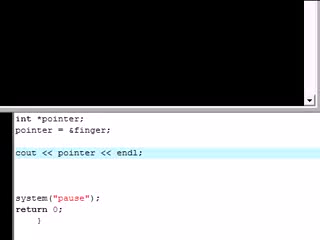 int *pointer;
pointer = &finger;
cout << pointer << endl;
system("pause");
return 0;
}